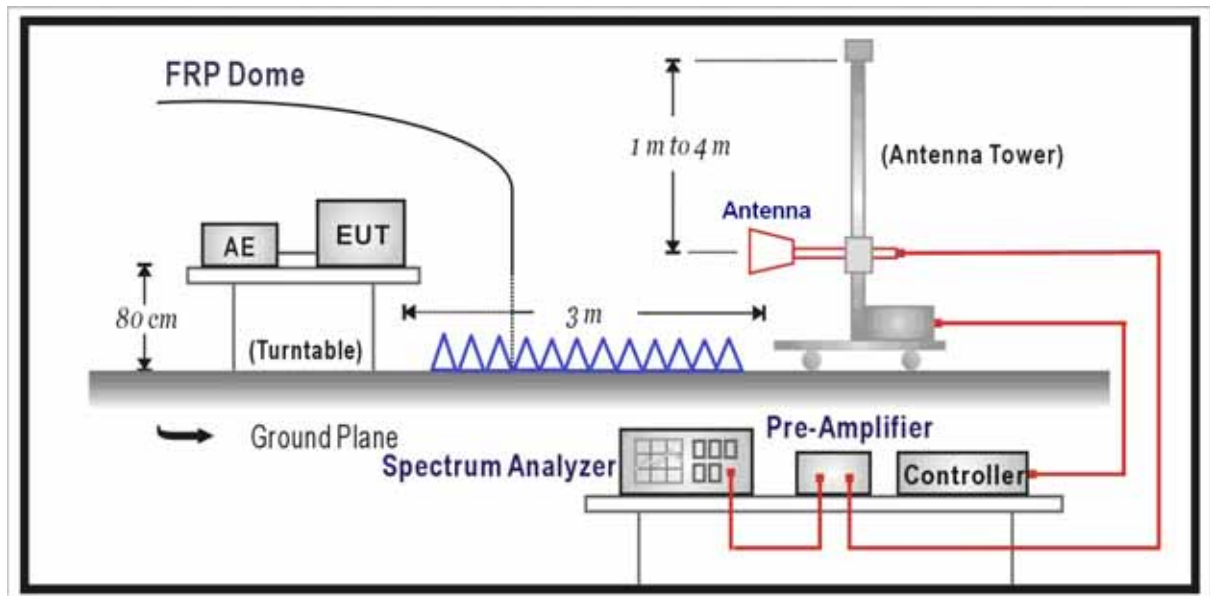 FRP Dome
1 m to 4 m
(Antenna Tower)
Antenna
AE
EUT
80 cm
3 m
(Turntable)
Ground Plane
Pre-Amplifier
Spectrum Analyzer
Controller